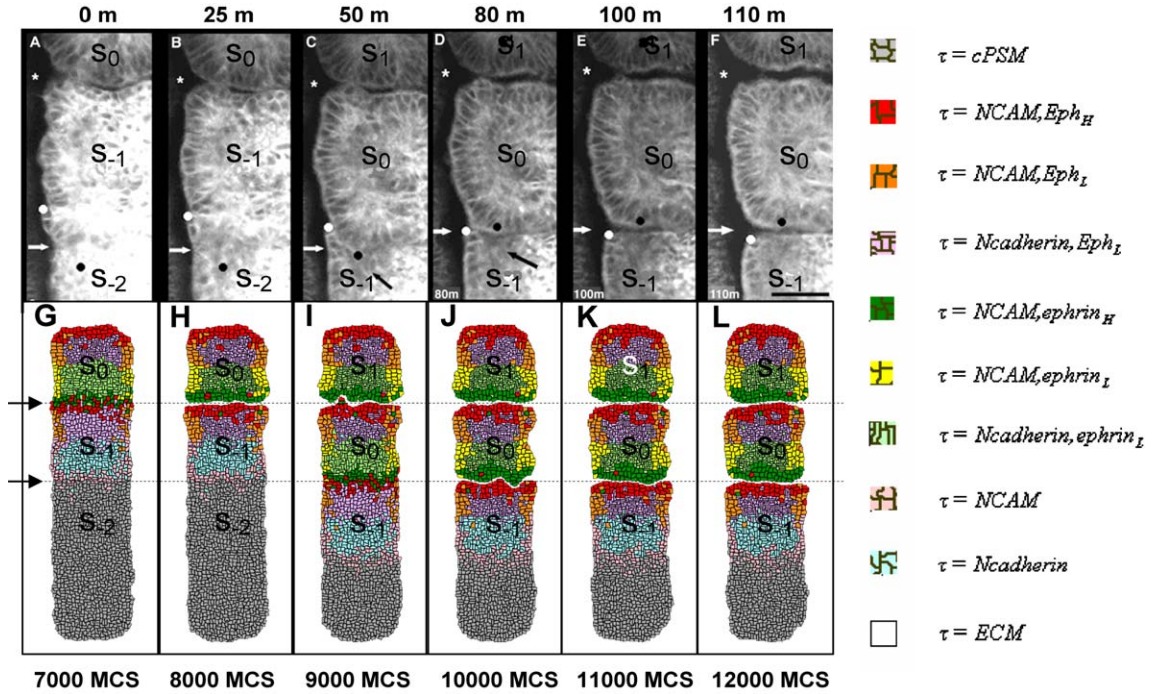 0 m 25 m 50 m 80 m 100 m 110 m
A B C D E F
S0 S0 S1 S1 S1 S1
* * * * * *
S-1 S-1 S0 S0 S0 S0
S-2 S-2 S-1 S-1 S-1 S-1
80m 100m 110m
G H I J K L
S0 S0 S1 S1 S1 S1
S-1 S-1 S0 S0 S0 S0
S-2 S-2 S-1 S-1 S-1 S-1
7000 MCS 8000 MCS 9000 MCS 10000 MCS 11000 MCS 12000 MCS
τ = cPSM
τ = NCAM,EphH
τ = NCAM,EphL
τ = Ncadherin,EphL
τ = NCAM,ephrinH
τ = NCAM,ephrinL
τ = Ncadherin,ephrinL
τ = NCAM
τ = Ncadherin
τ = ECM